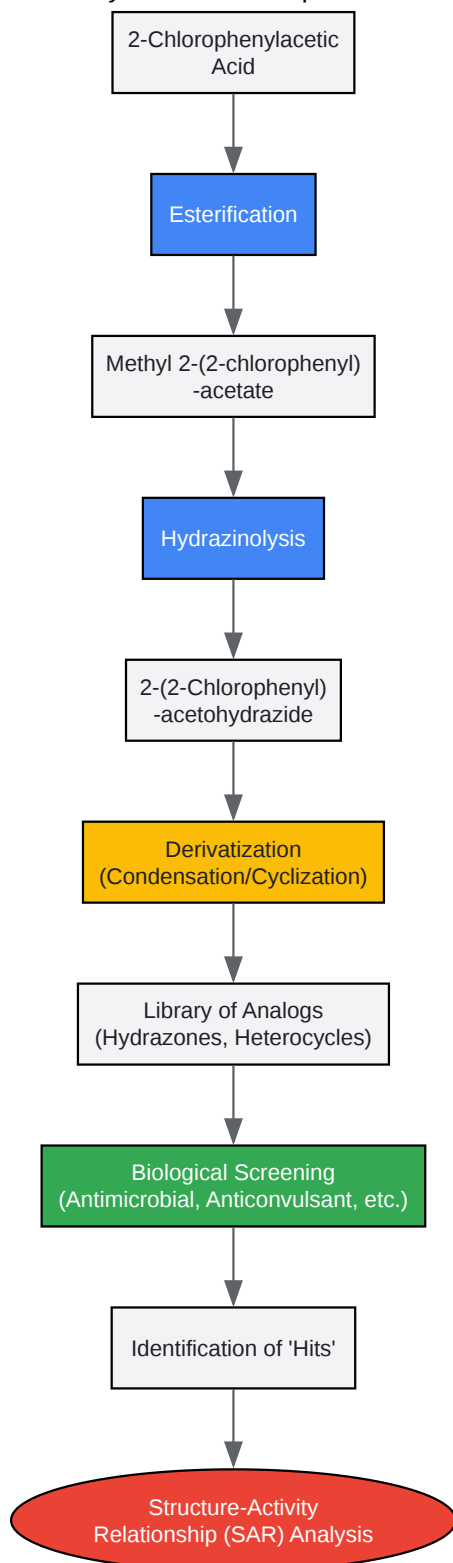 2-Chlorophenylacetic
Acid
Esterification
Methyl 2-(2-chlorophenyl)
-acetate
Hydrazinolysis
2-(2-Chlorophenyl)
-acetohydrazide
Derivatization
(Condensation/Cyclization)
Library of Analogs
(Hydrazones, Heterocycles)
Biological Screening
(Antimicrobial, Anticonvulsant, etc.)
Identification of 'Hits'
Structure-Activity
Relationship (SAR) Analysis